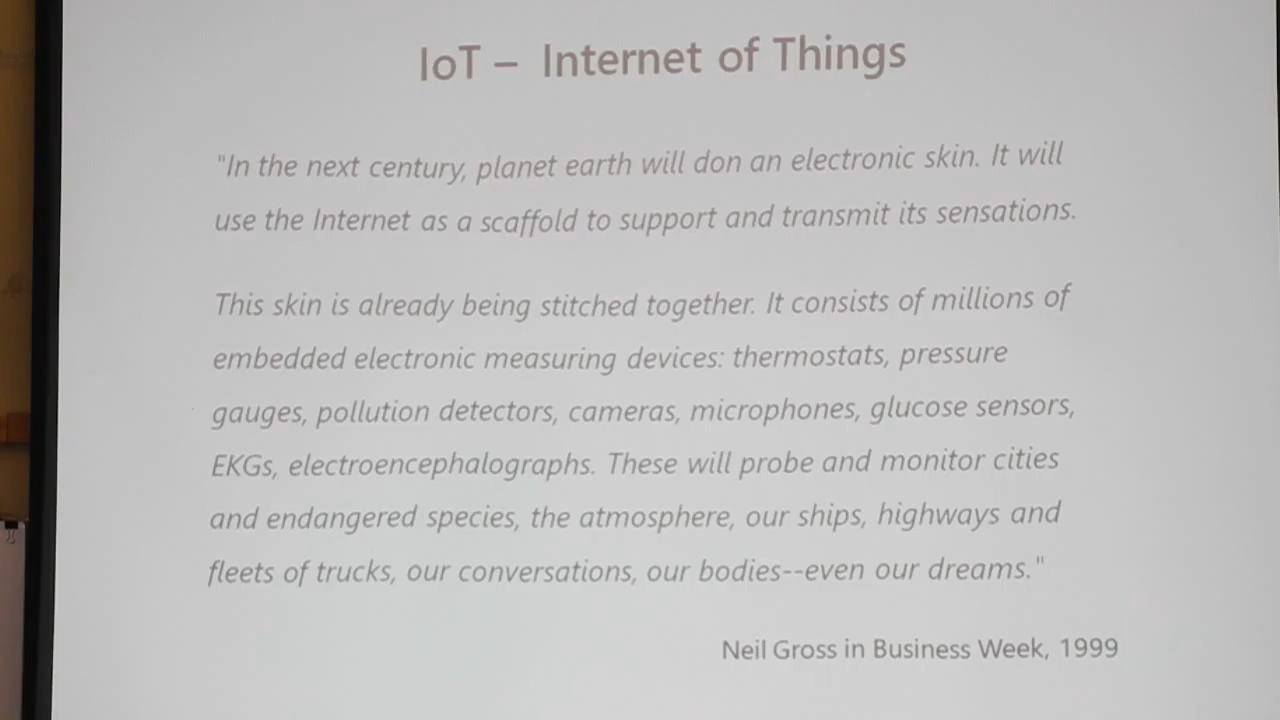 IoT – Internet of Things
"In the next century, planet earth will don an electronic skin. It will
use the Internet as a scaffold to support and transmit its sensations.
This skin is already being stitched together. It consists of millions of
embedded electronic measuring devices: thermostats, pressure
gauges, pollution detectors, cameras, microphones, glucose sensors,
EKGs, electroencephalographs. These will probe and monitor cities
and endangered species, the atmosphere, our ships, highways and
fleets of trucks, our conversations, our bodies--even our dreams."
Neil Gross in Business Week, 1999